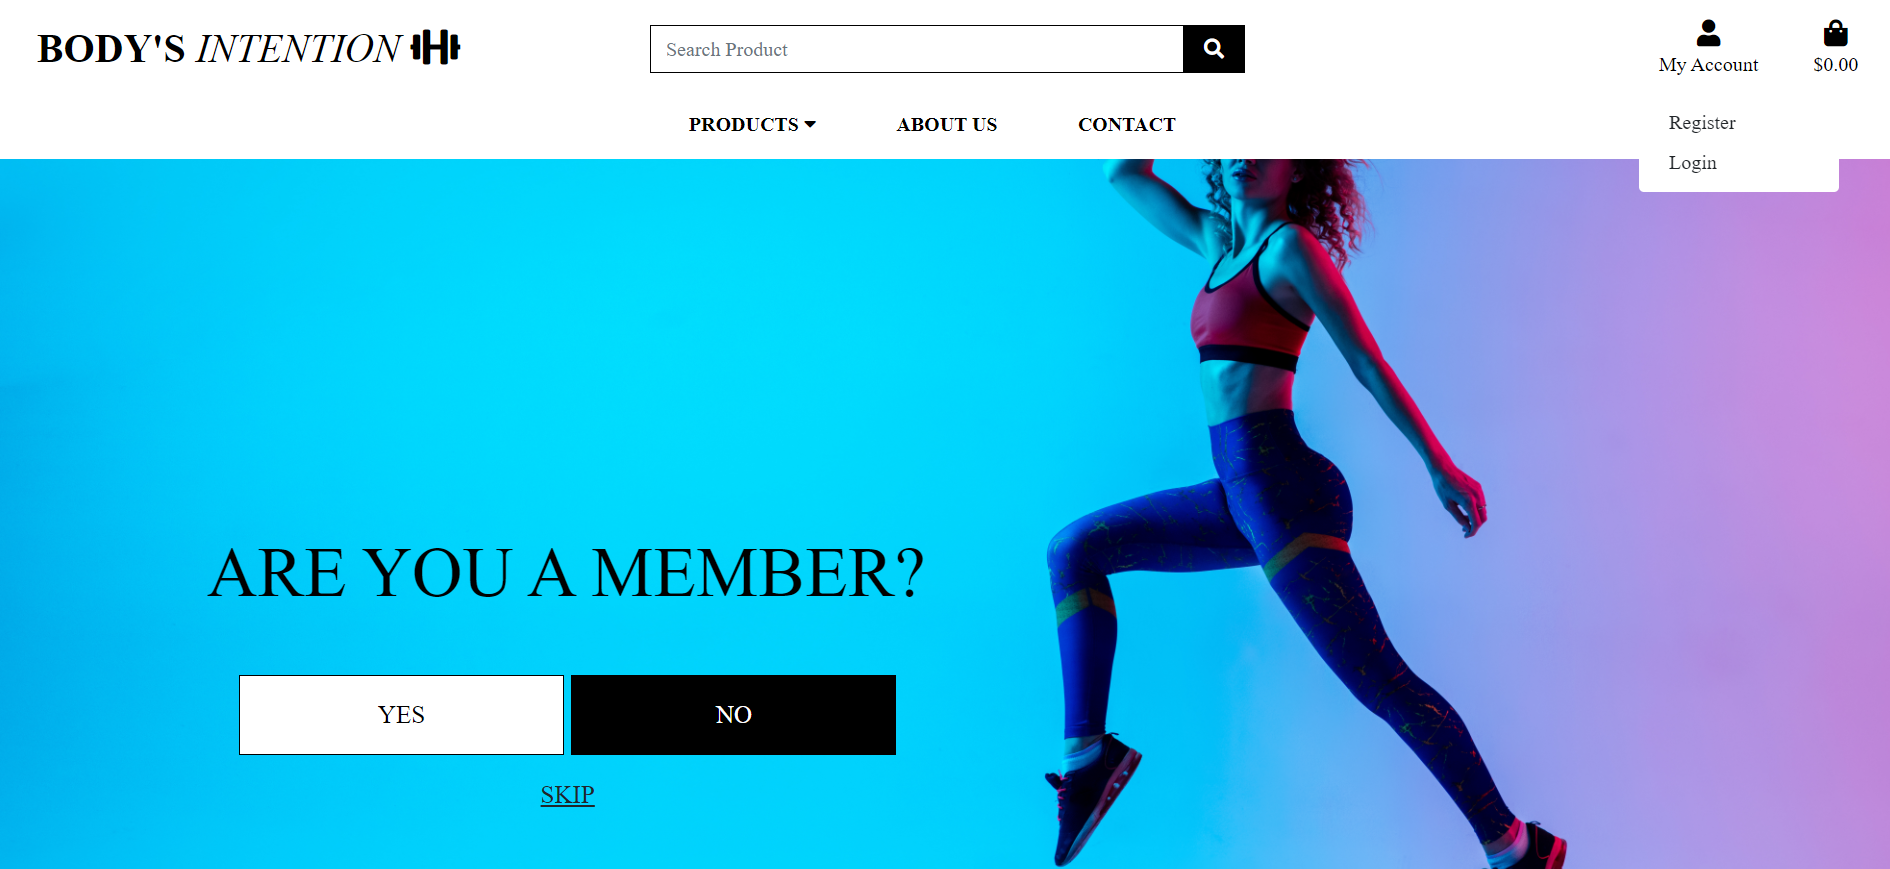 BODY'S INTENTION
Search Product
My Account
$0.00
PRODUCTS
ABOUT US
CONTACT
Register
Login
ARE YOU A MEMBER?
YES
NO
SKIP